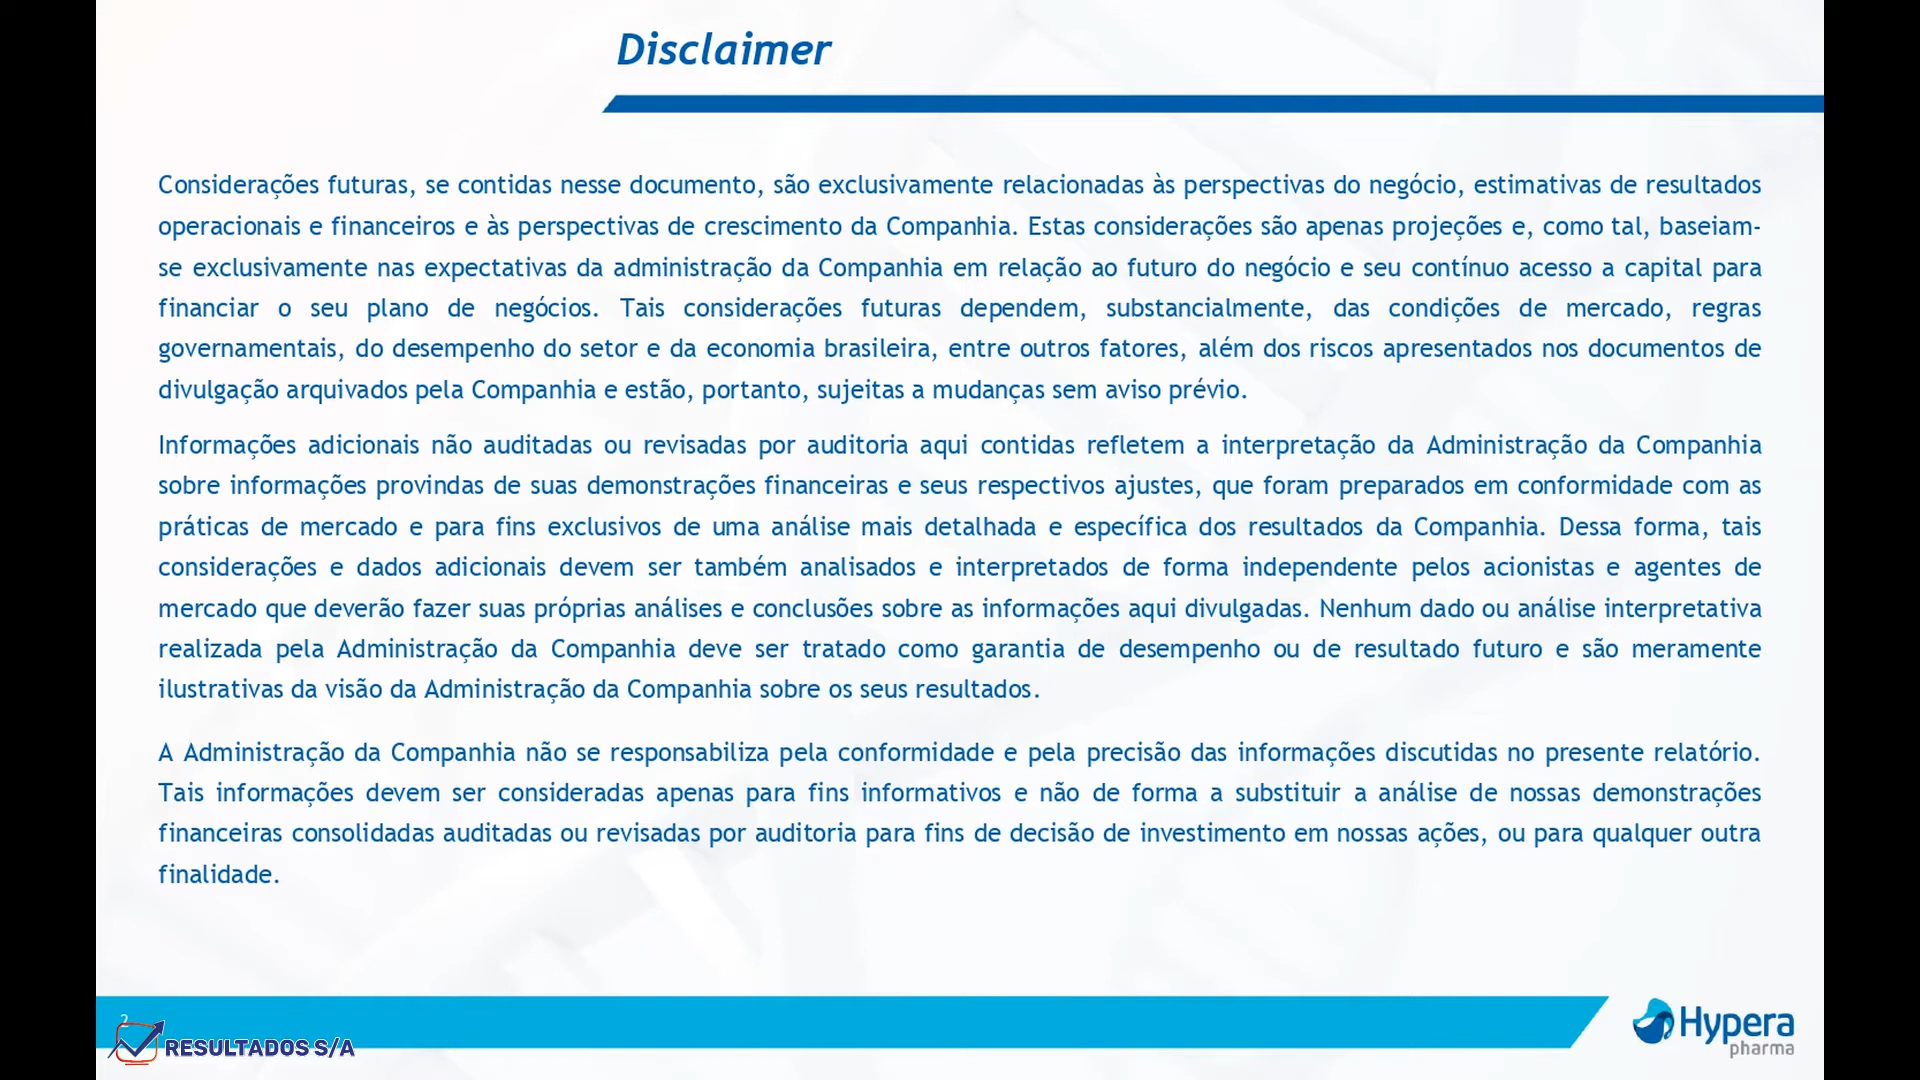 Disclaimer
Considerações futuras, se contidas nesse documento, são exclusivamente relacionadas às perspectivas do negócio, estimativas de resultados
operacionais e financeiros e às perspectivas de crescimento da Companhia. Estas considerações são apenas projeções e, como tal, baseiam-
se exclusivamente nas expectativas da administração da Companhia em relação ao futuro do negócio e seu contínuo acesso a capital para
financiar o seu plano de negócios. Tais considerações futuras dependem, substancialmente, das condições de mercado, regras
governamentais, do desempenho do setor e da economia brasileira, entre outros fatores, além dos riscos apresentados nos documentos de
divulgação arquivados pela Companhia e estão, portanto, sujeitas a mudanças sem aviso prévio.
Informações adicionais não auditadas ou revisadas por auditoria aqui contidas refletem a interpretação da Administração da Companhia
sobre informações provindas de suas demonstrações financeiras e seus respectivos ajustes, que foram preparados em conformidade com as
práticas de mercado e para fins exclusivos de uma análise mais detalhada e específica dos resultados da Companhia. Dessa forma, tais
considerações e dados adicionais devem ser também analisados e interpretados de forma independente pelos acionistas e agentes de
mercado que deverão fazer suas próprias análises e conclusões sobre as informações aqui divulgadas. Nenhum dado ou análise interpretativa
realizada pela Administração da Companhia deve ser tratado como garantia de desempenho ou de resultado futuro e são meramente
ilustrativas da visão da Administração da Companhia sobre os seus resultados.
A Administração da Companhia não se responsabiliza pela conformidade e pela precisão das informações discutidas no presente relatório.
Tais informações devem ser consideradas apenas para fins informativos e não de forma a substituir a análise de nossas demonstrações
financeiras consolidadas auditadas ou revisadas por auditoria para fins de decisão de investimento em nossas ações, ou para qualquer outra
finalidade.
2
RESULTADOS S/A
Hypera
pharma